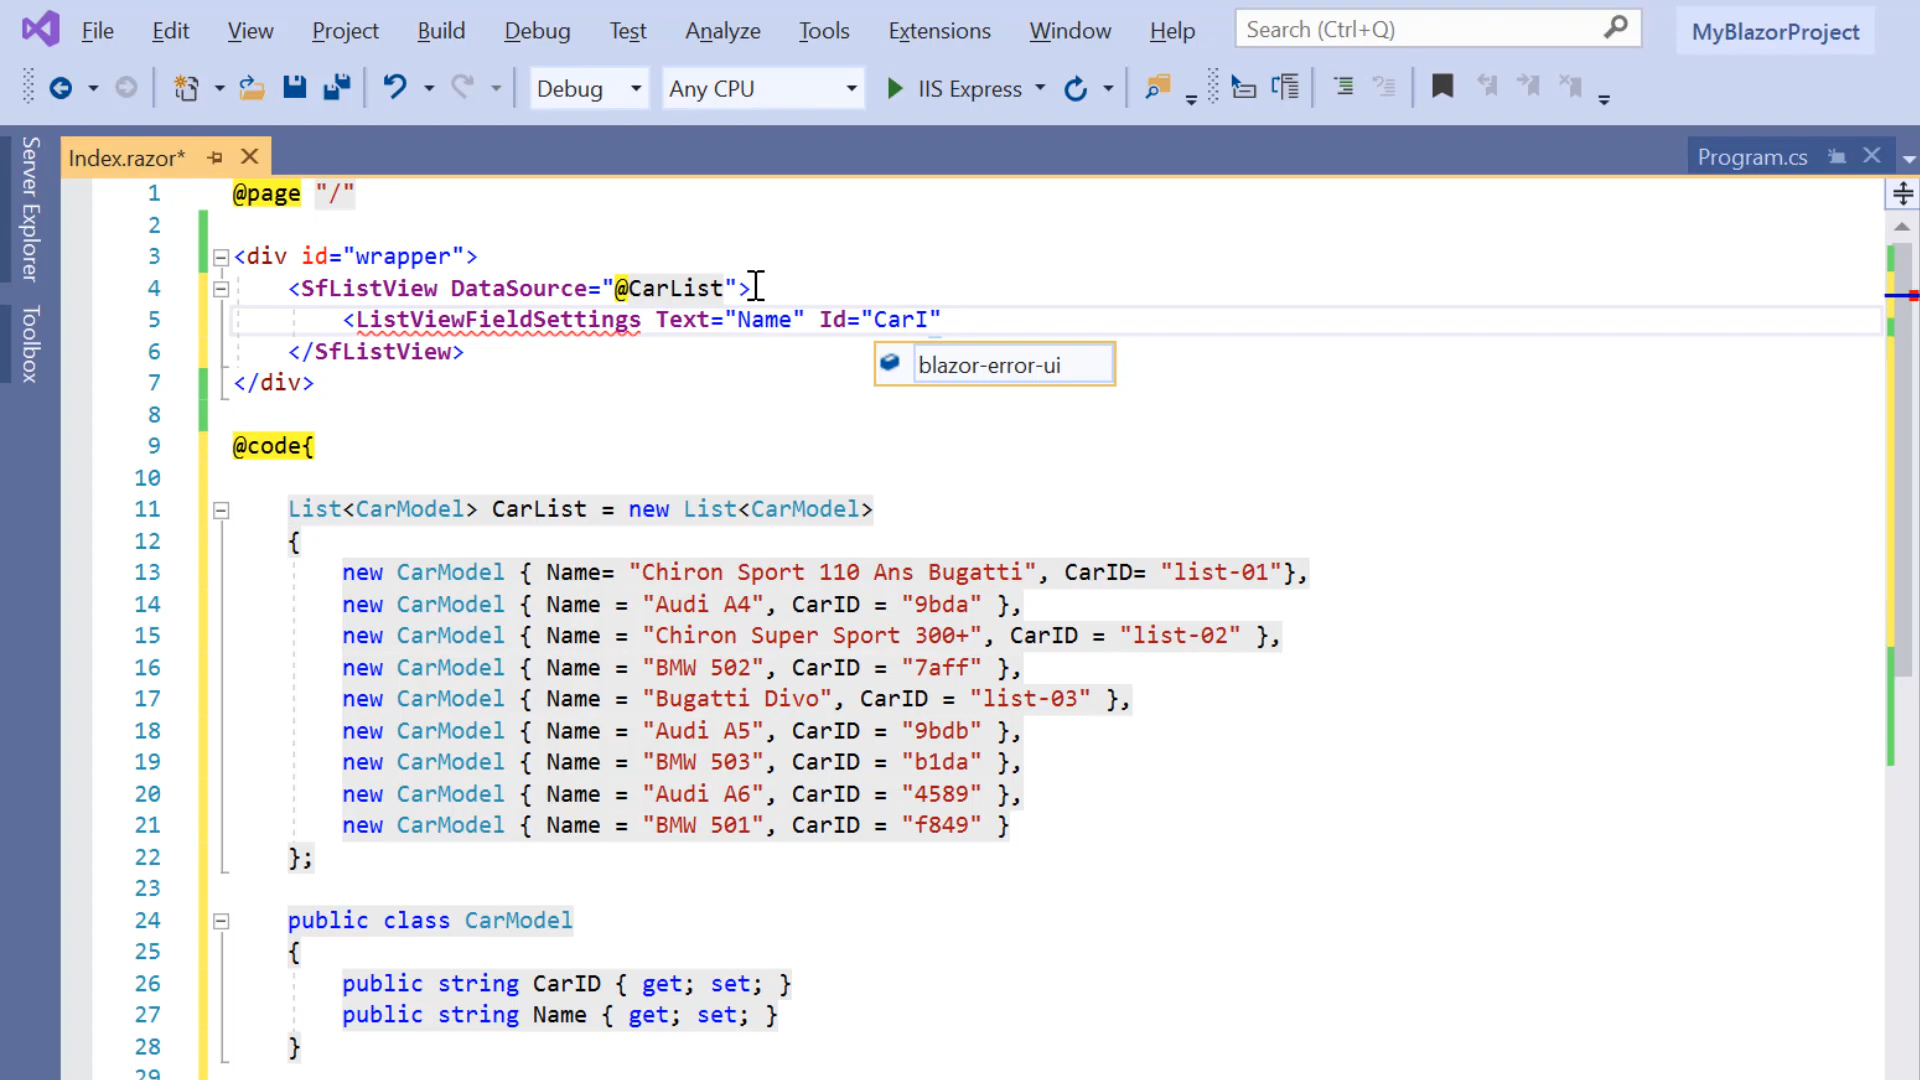 File Edit View Project Build Debug Test Analyze Tools Extensions Window Help Search (Ctrl+Q) MyBlazorProject
Debug Any CPU IIS Express
Index.razor* Program.cs
Server Explorer
Toolbox
1 @page "/"
2
3 <div id="wrapper">
4 <SfListView DataSource="@CarList">
5 <ListViewFieldSettings Text="Name" Id="CarI"
6 </SfListView>
blazor-error-ui
7 </div>
8
9 @code{
10
11 List<CarModel> CarList = new List<CarModel>
12 {
13 new CarModel { Name= "Chiron Sport 110 Ans Bugatti", CarID= "list-01"},
14 new CarModel { Name = "Audi A4", CarID = "9bda" },
15 new CarModel { Name = "Chiron Super Sport 300+", CarID = "list-02" },
16 new CarModel { Name = "BMW 502", CarID = "7aff" },
17 new CarModel { Name = "Bugatti Divo", CarID = "list-03" },
18 new CarModel { Name = "Audi A5", CarID = "9bdb" },
19 new CarModel { Name = "BMW 503", CarID = "b1da" },
20 new CarModel { Name = "Audi A6", CarID = "4589" },
21 new CarModel { Name = "BMW 501", CarID = "f849" }
22 };
23
24 public class CarModel
25 {
26 public string CarID { get; set; }
27 public string Name { get; set; }
28 }
29